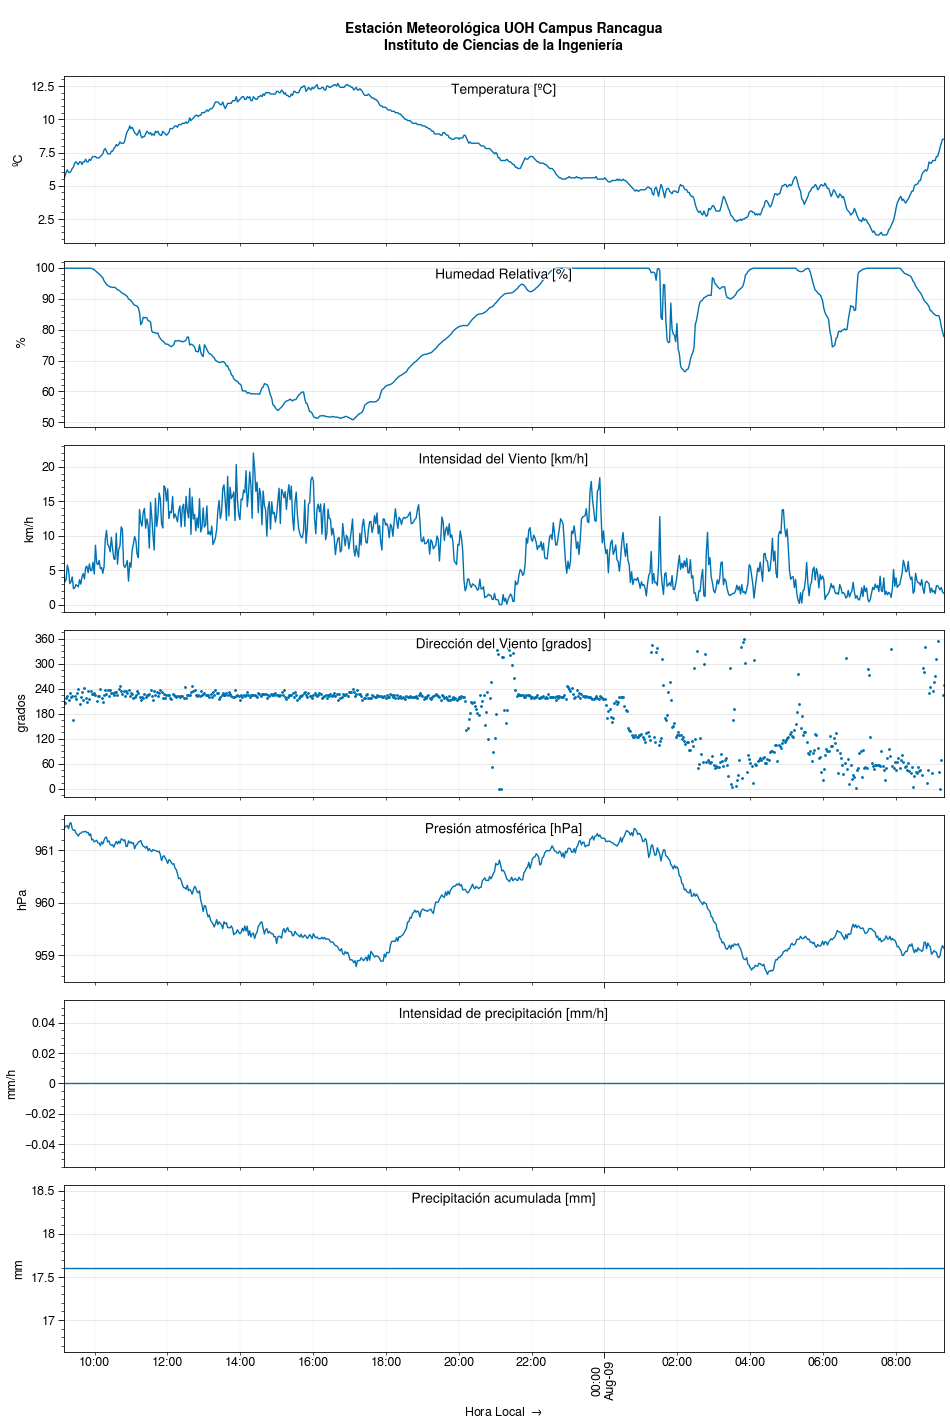 Estación Meteorológica UOH Campus Rancagua
Instituto de Ciencias de la Ingeniería
Temperatura [ºC]
ºC
12.5
10
7.5
5
2.5
Humedad Relativa [%]
%
100
90
80
70
60
50
Intensidad del Viento [km/h]
km/h
20
15
10
5
0
Dirección del Viento [grados]
grados
360
300
240
180
120
60
0
Presión atmosférica [hPa]
hPa
961
960
959
Intensidad de precipitación [mm/h]
mm/h
0.04
0.02
0
−0.02
−0.04
Precipitación acumulada [mm]
mm
18.5
18
17.5
17
10:00 12:00 14:00 16:00 18:00 20:00 22:00 00:00 02:00 04:00 06:00 08:00
Aug-09
Hora Local →